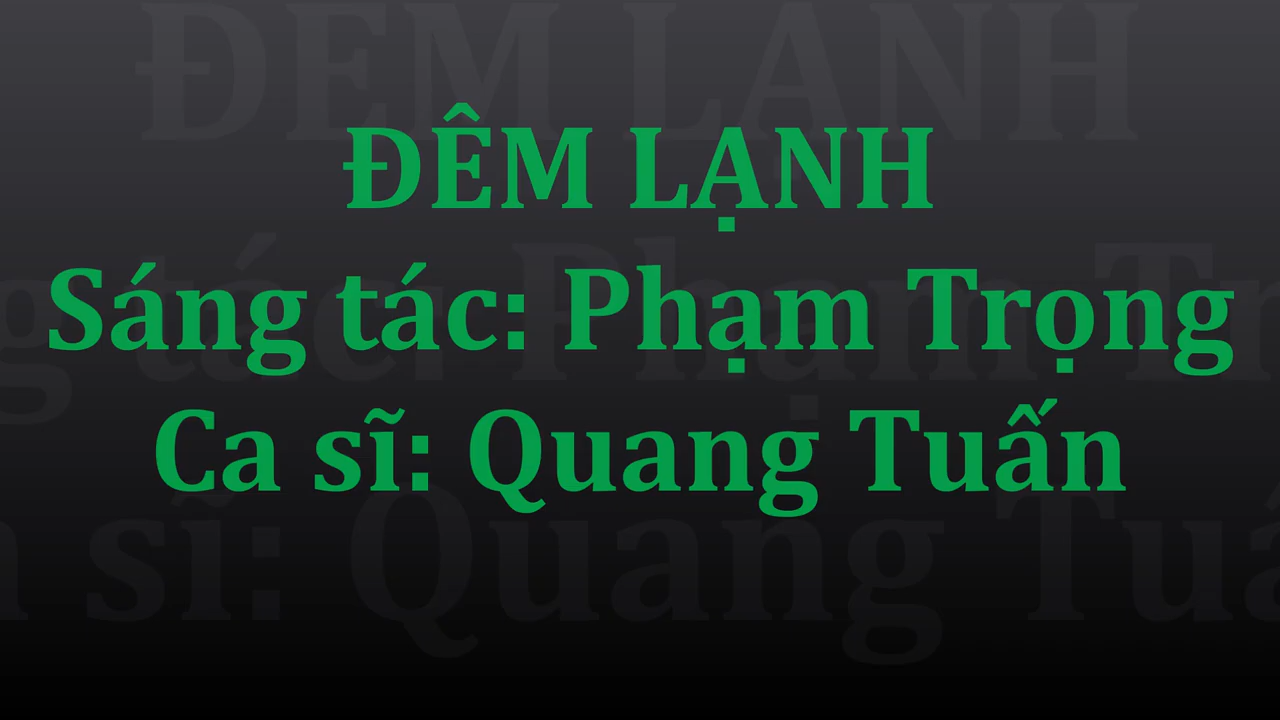 ĐÊM LẠNH
Sáng tác: Phạm Trọng
Ca sĩ: Quang Tuấn